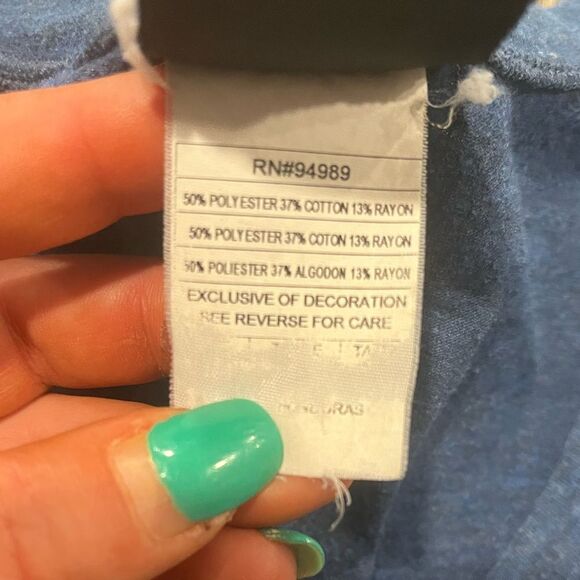 RN#94989
50% POLYESTER 37% COTTON 13% RAYON
50% POLYESTER 37% COTON 13% RAYON
50% POLIESTER 37% ALGODON 13% RAYON
EXCLUSIVE OF DECORATION
SEE REVERSE FOR CARE